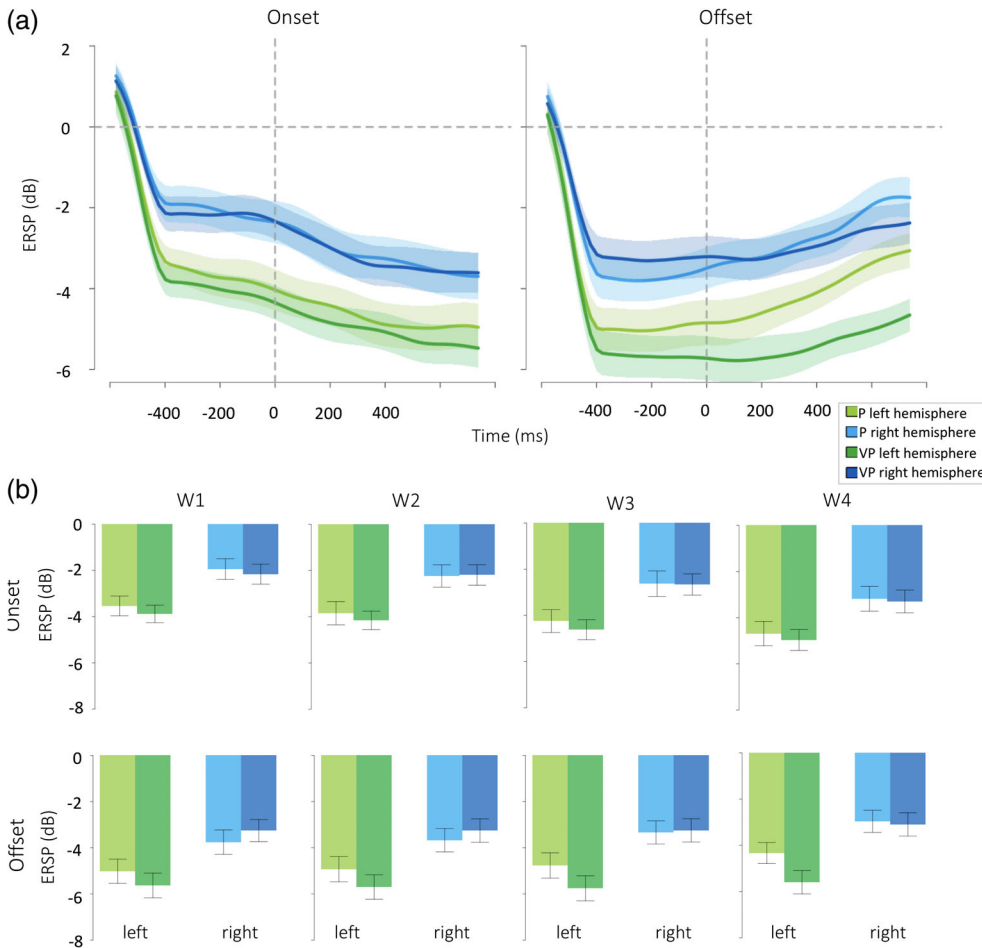 (a)
Onset
Offset
2
0
-2
-4
-6
ERSP (dB)
-400 -200 0 200 400
-400 -200 0 200 400
Time (ms)
P left hemisphere
P right hemisphere
VP left hemisphere
VP right hemisphere
(b)
W1 W2 W3 W4
Onset
ERSP (dB)
0
-2
-4
-6
-8
Offset
ERSP (dB)
0
-2
-4
-6
-8
left right left right left right left right